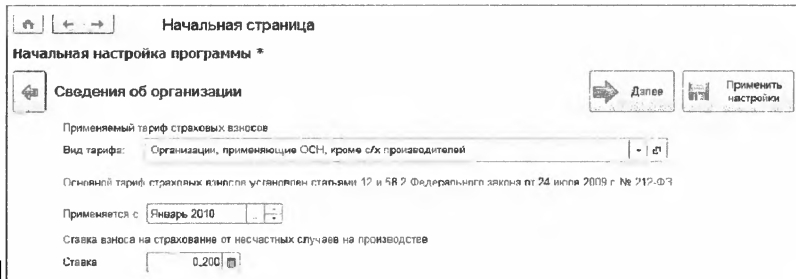 Начальная страница
Начальная настройка программы *
Сведения об организации
Далее
Применить настройки
Применяемый тариф страховых взносов
Вид тарифа: Организации, применяющие ОСН, кроме с/х производителей
Основной тариф страховых взносов установлен статьями 12 и 58.2 Федерального закона от 24 июля 2009 г. № 212-ФЗ
Применяется с Январь 2010
Ставка взноса на страхование от несчастных случаев на производстве
Ставка 0,200